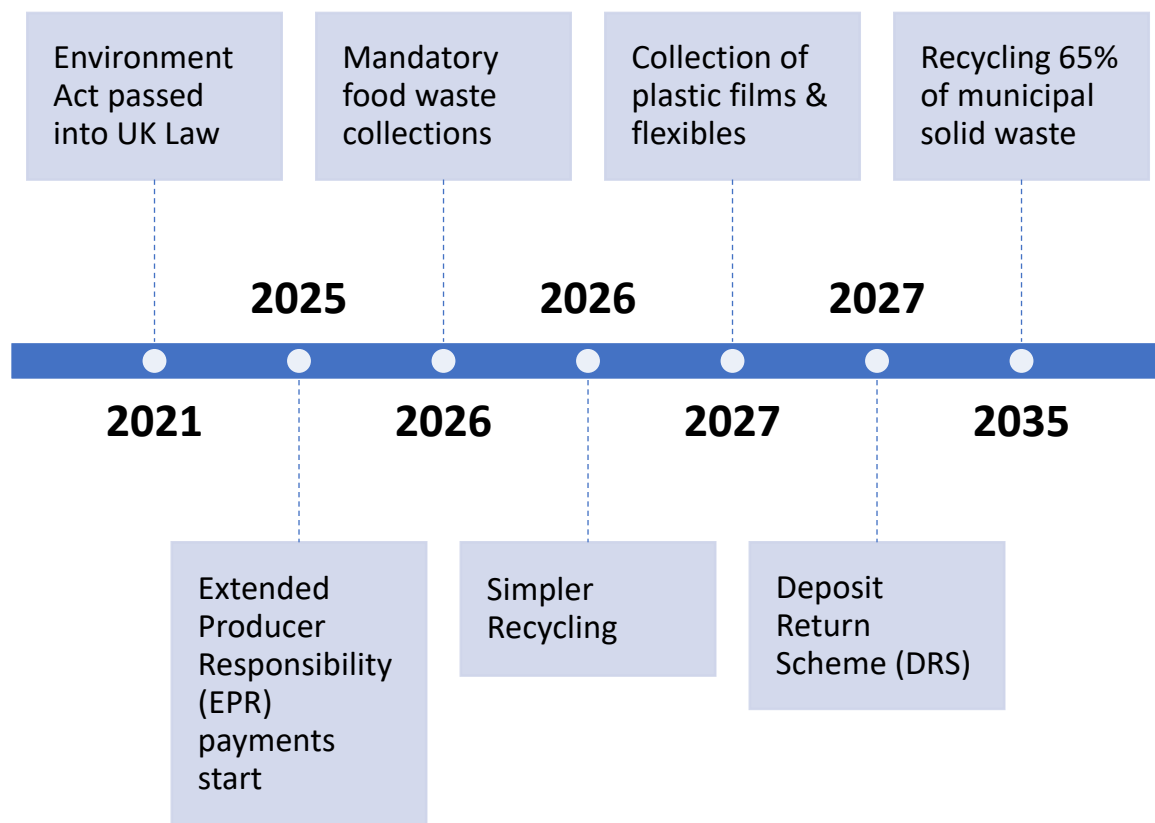 Environment
Act passed
into UK Law
Mandatory
food waste
collections
Collection of
plastic films &
flexibles
Recycling 65%
of municipal
solid waste
2025
2026
2027
2021
2026
2027
2035
Extended
Producer
Responsibility
(EPR)
payments
start
Simpler
Recycling
Deposit
Return
Scheme (DRS)